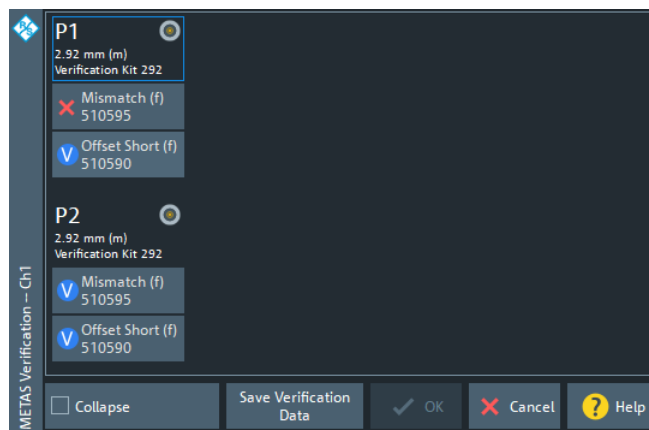 P1
2.92 mm (m)
Verification Kit 292
Mismatch (f)
510595
Offset Short (f)
510590
P2
2.92 mm (m)
Verification Kit 292
Mismatch (f)
510595
Offset Short (f)
510590
METAS Verification – Ch1
Collapse
Save Verification
Data
OK
Cancel
Help